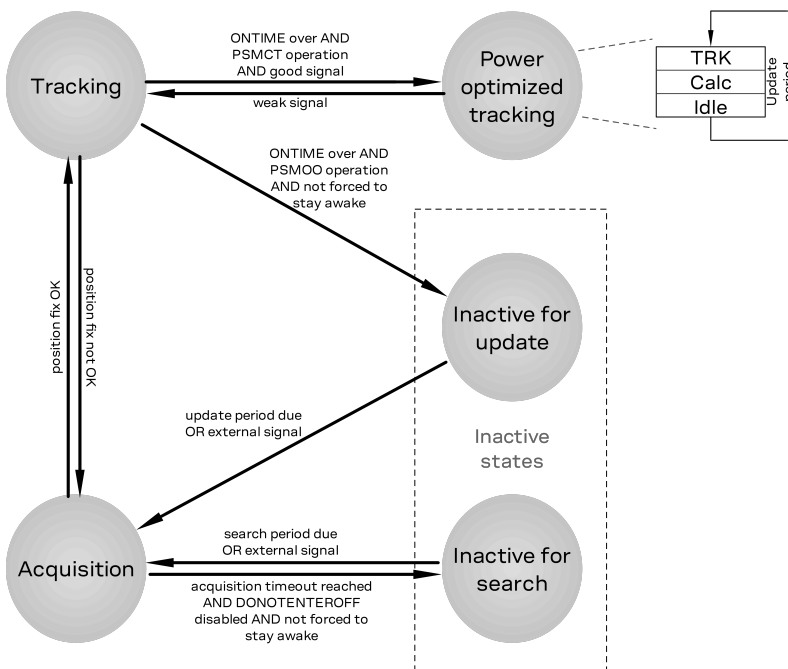 ONTIME over AND
PSMCT operation
AND good signal
Tracking
Power
optimized
tracking
weak signal
TRK
Calc
Idle
Update
period
ONTIME over AND
PSMOO operation
AND not forced to
stay awake
position fix OK
position fix not OK
Inactive for
update
update period due
OR external signal
Inactive
states
search period due
OR external signal
Acquisition
Inactive for
search
acquisition timeout reached
AND DONOTENTEROFF
disabled AND not forced to
stay awake